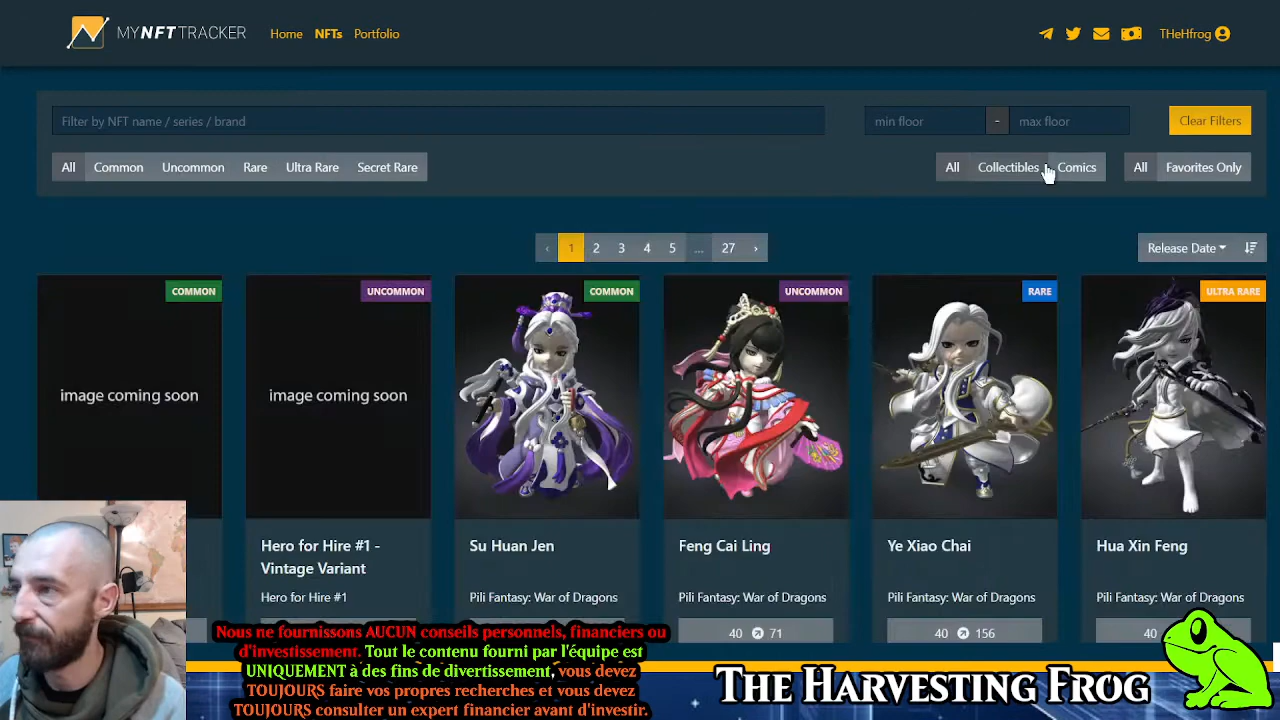 MYNFTTRACKER Home NFTs Portfolio THeHfrog
Filter by NFT name / series / brand min floor - max floor Clear Filters
All Common Uncommon Rare Ultra Rare Secret Rare All Collectibles Comics All Favorites Only
‹ 1 2 3 4 5 ... 27 › Release Date
COMMON UNCOMMON COMMON UNCOMMON RARE ULTRA RARE
image coming soon image coming soon
Hero for Hire #1 -
Vintage Variant
Hero for Hire #1
Su Huan Jen
Pili Fantasy: War of Dragons
Feng Cai Ling
Pili Fantasy: War of Dragons
40 71
Ye Xiao Chai
Pili Fantasy: War of Dragons
40 156
Hua Xin Feng
Pili Fantasy: War of Dragons
40
Nous ne fournissons AUCUN conseils personnels, financiers ou
d'investissement. Tout le contenu fourni par l'équipe est
UNIQUEMENT à des fins de divertissement, vous devez
TOUJOURS faire vos propres recherches et vous devez
TOUJOURS consulter un expert financier avant d'investir.
The Harvesting Frog